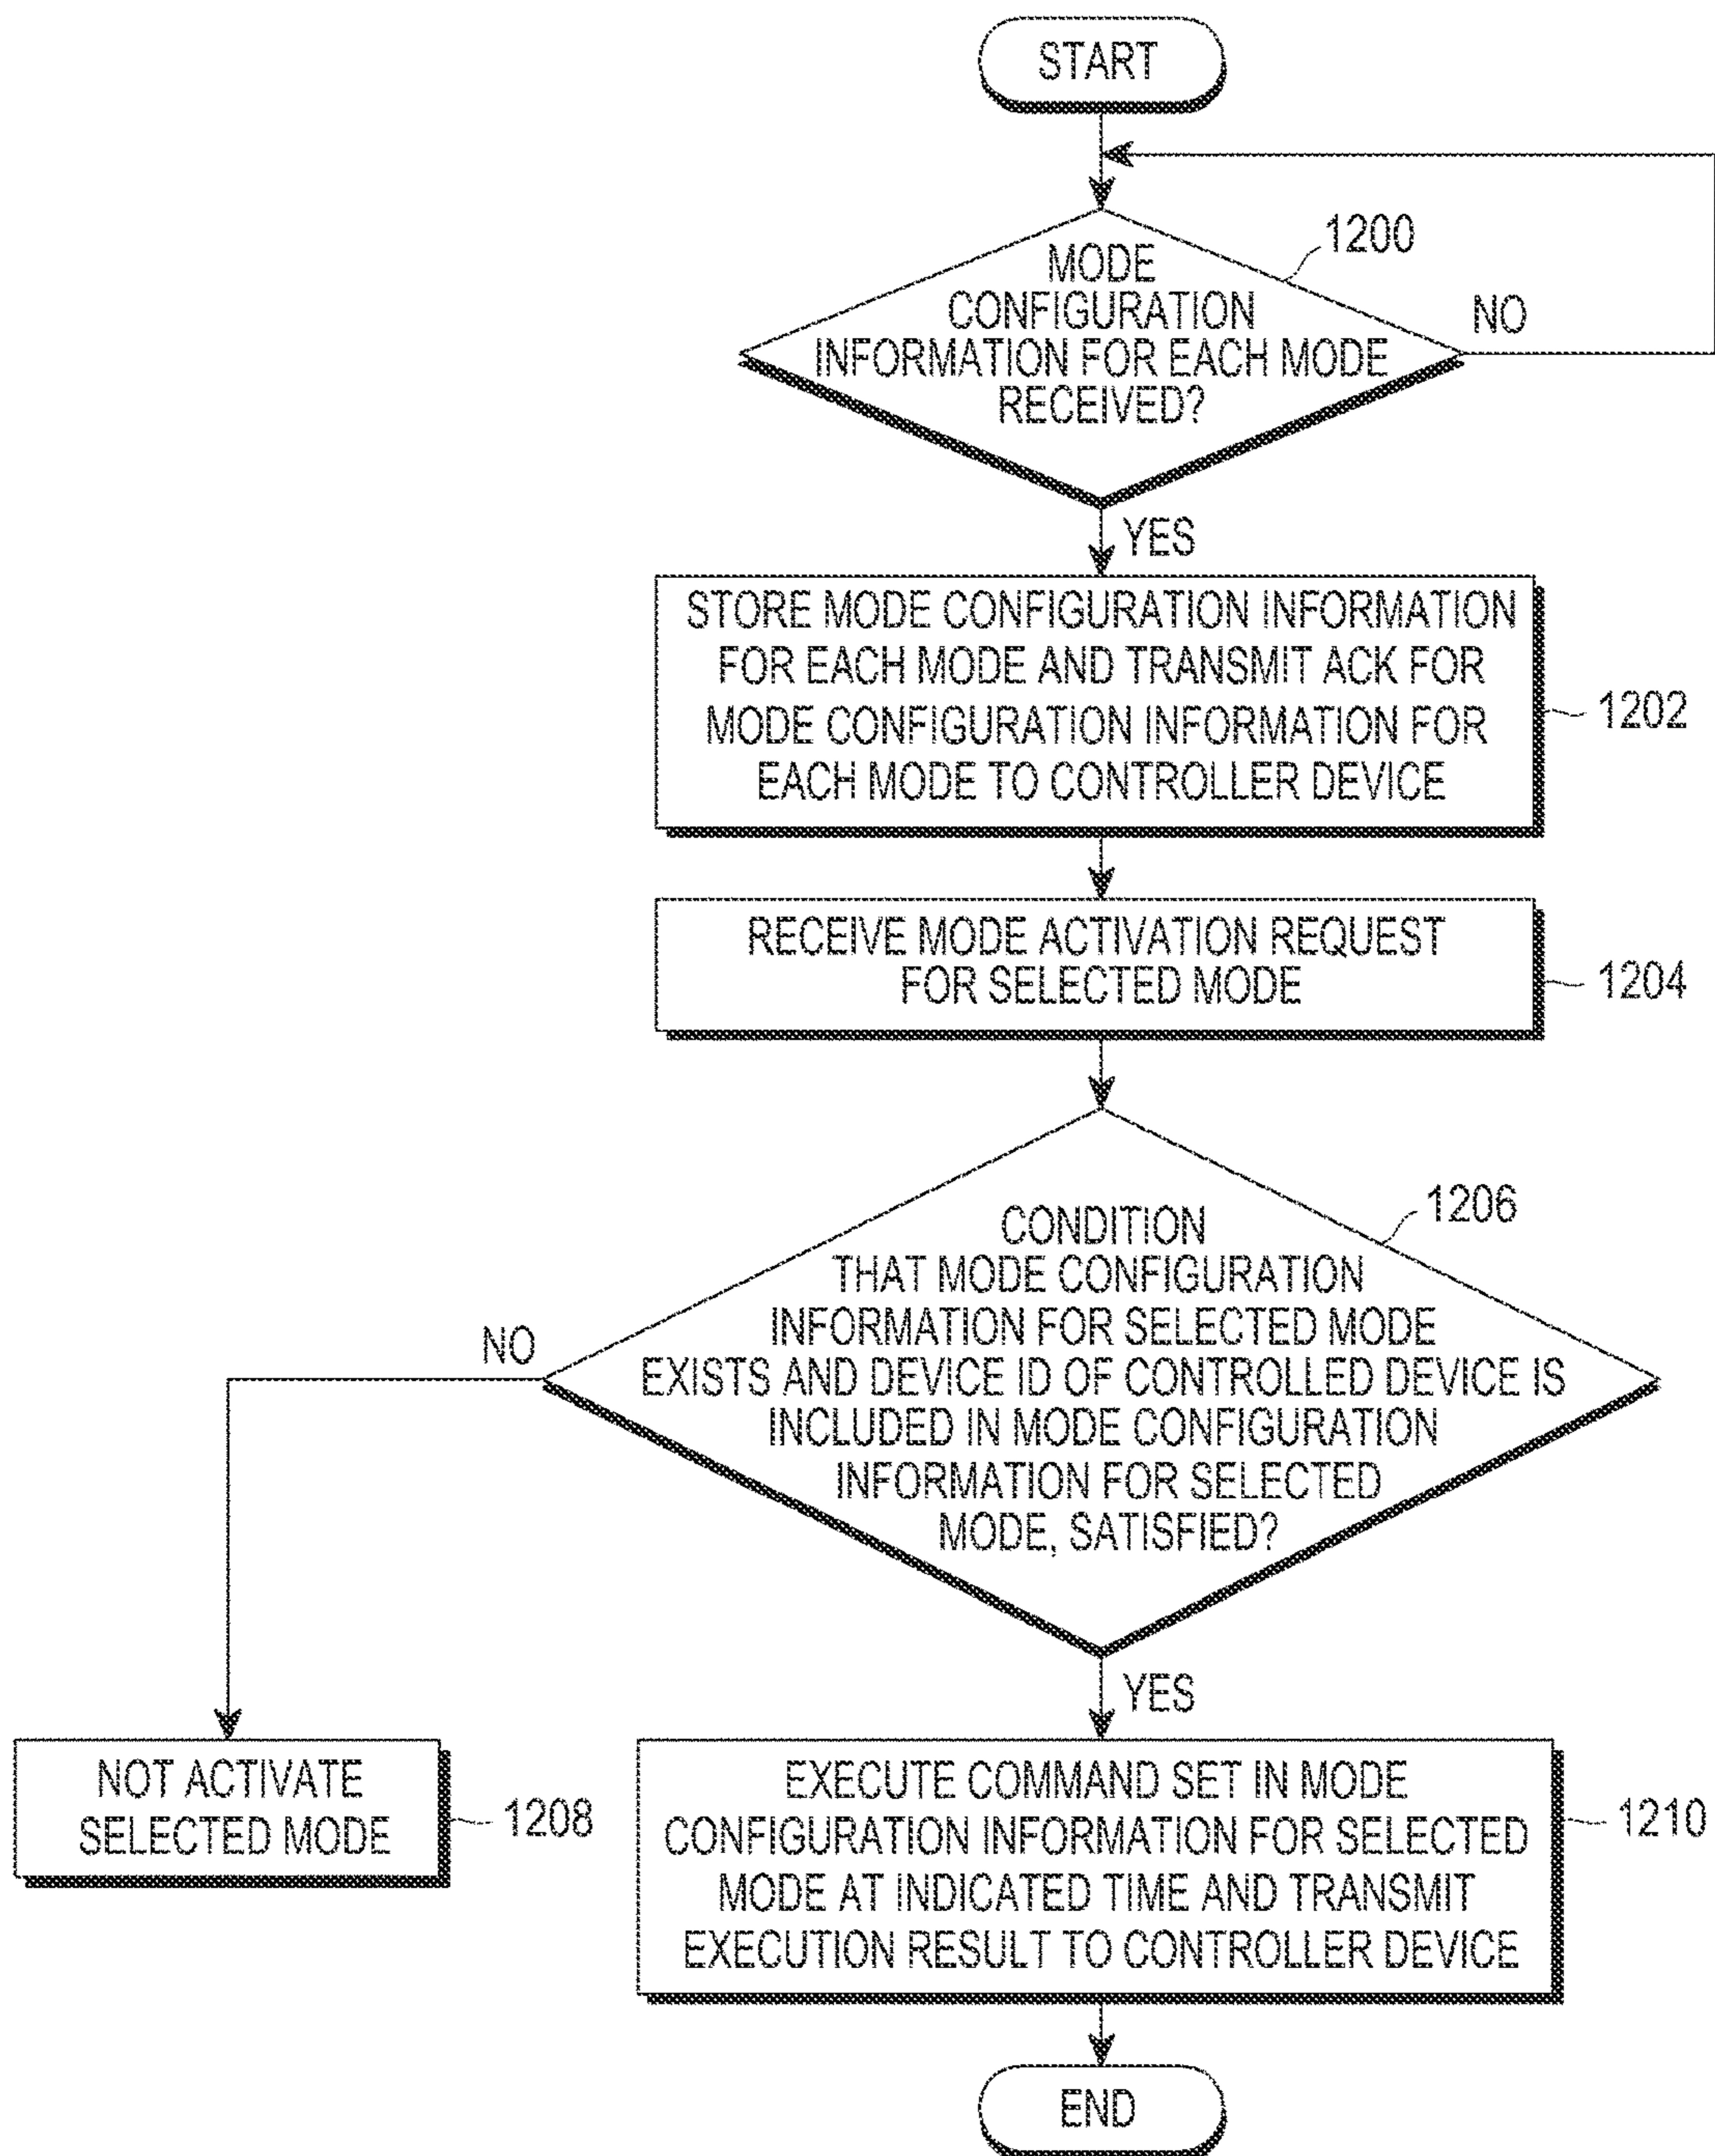 START
1200
MODE
CONFIGURATION
INFORMATION FOR EACH MODE
RECEIVED?
NO
YES
STORE MODE CONFIGURATION INFORMATION
FOR EACH MODE AND TRANSMIT ACK FOR
MODE CONFIGURATION INFORMATION FOR
EACH MODE TO CONTROLLER DEVICE
1202
RECEIVE MODE ACTIVATION REQUEST
FOR SELECTED MODE
1204
1206
CONDITION
THAT MODE CONFIGURATION
INFORMATION FOR SELECTED MODE
EXISTS AND DEVICE ID OF CONTROLLED DEVICE IS
INCLUDED IN MODE CONFIGURATION
INFORMATION FOR SELECTED
MODE, SATISFIED?
NO
YES
NOT ACTIVATE
SELECTED MODE
1208
EXECUTE COMMAND SET IN MODE
CONFIGURATION INFORMATION FOR SELECTED
MODE AT INDICATED TIME AND TRANSMIT
EXECUTION RESULT TO CONTROLLER DEVICE
1210
END